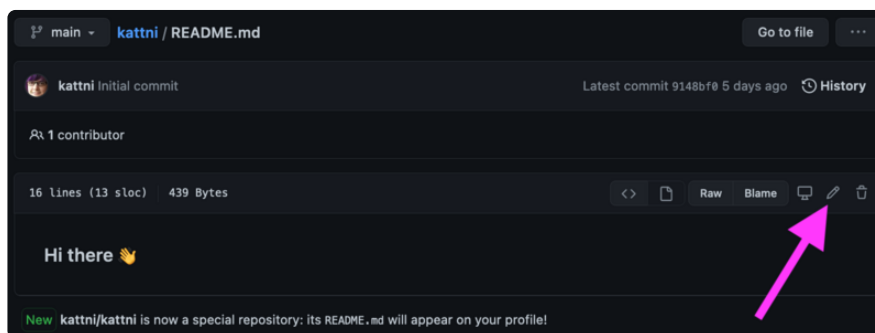 main
kattni / README.md
Go to file
kattni Initial commit
Latest commit 9148bf0 5 days ago
History
1 contributor
16 lines (13 sloc)
439 Bytes
Raw
Blame
Hi there 👋
New kattni/kattni is now a special repository: its README.md will appear on your profile!